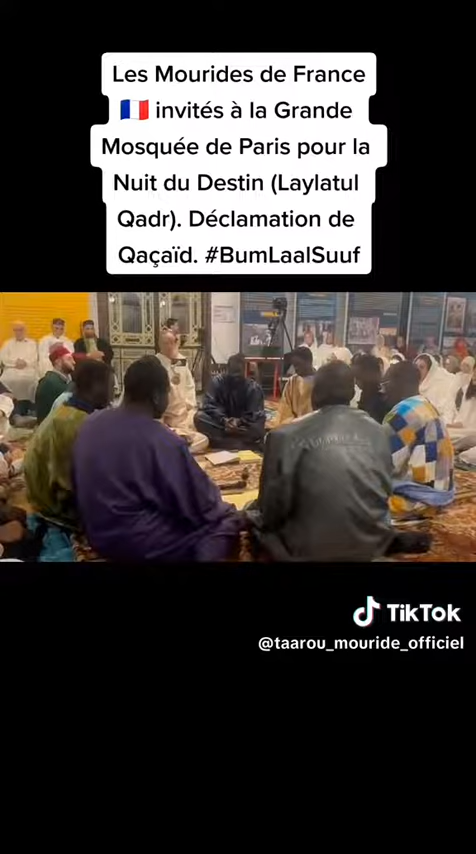 Les Mourides de France
🇫🇷 invités à la Grande
Mosquée de Paris pour la
Nuit du Destin (Laylatul
Qadr). Déclamation de
Qaçaïd. #BumLaalSuuf
TikTok
@taarou_mouride_officiel